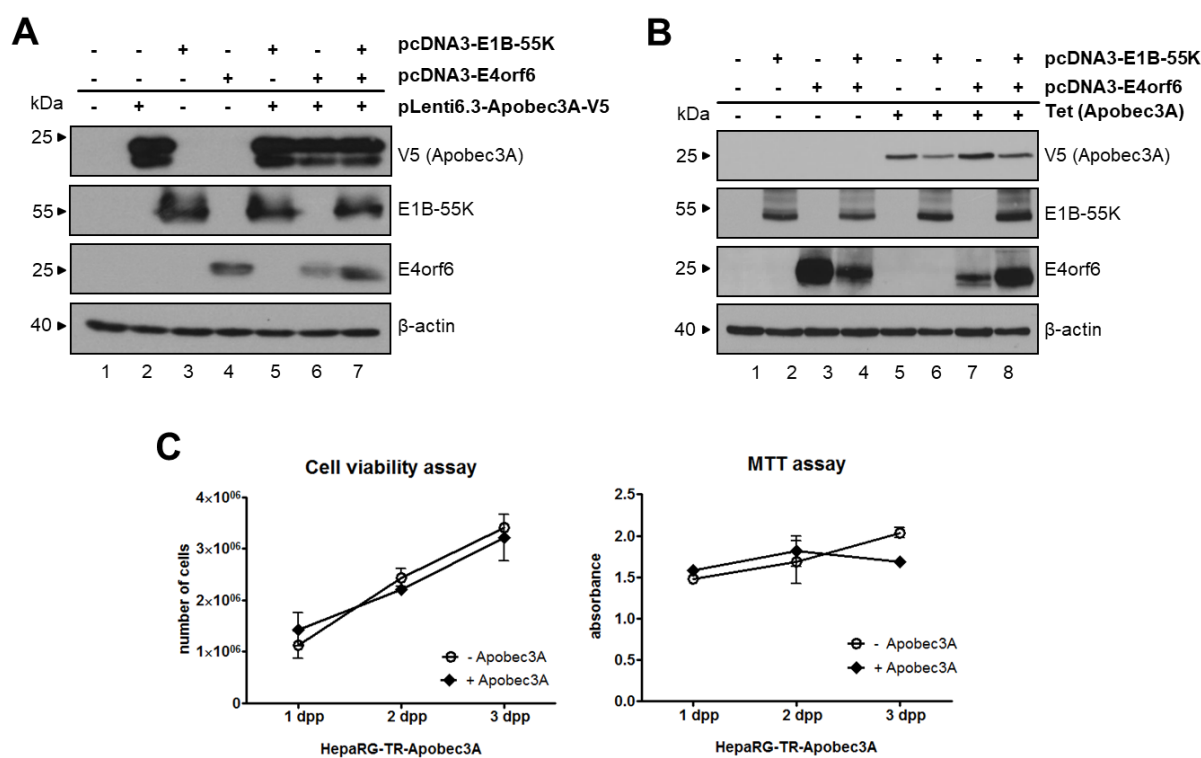 A
- - + - + - + pcDNA3-E1B-55K
- - - + - + + pcDNA3-E4orf6
kDa - + - - + + + pLenti6.3-Apobec3A-V5
25 V5 (Apobec3A)
55 E1B-55K
25 E4orf6
40 β-actin
1 2 3 4 5 6 7
B
- + - + - + - + pcDNA3-E1B-55K
- - + + - - + + pcDNA3-E4orf6
kDa - - - - + + + + Tet (Apobec3A)
25 V5 (Apobec3A)
55 E1B-55K
25 E4orf6
40 β-actin
1 2 3 4 5 6 7 8
C
Cell viability assay
number of cells
4×10⁰⁶
3×10⁰⁶
2×10⁰⁶
1×10⁰⁶
0
- Apobec3A
+ Apobec3A
1 dpp 2 dpp 3 dpp
HepaRG-TR-Apobec3A
MTT assay
absorbance
2.5
2.0
1.5
1.0
0.5
0.0
- Apobec3A
+ Apobec3A
1 dpp 2 dpp 3 dpp
HepaRG-TR-Apobec3A